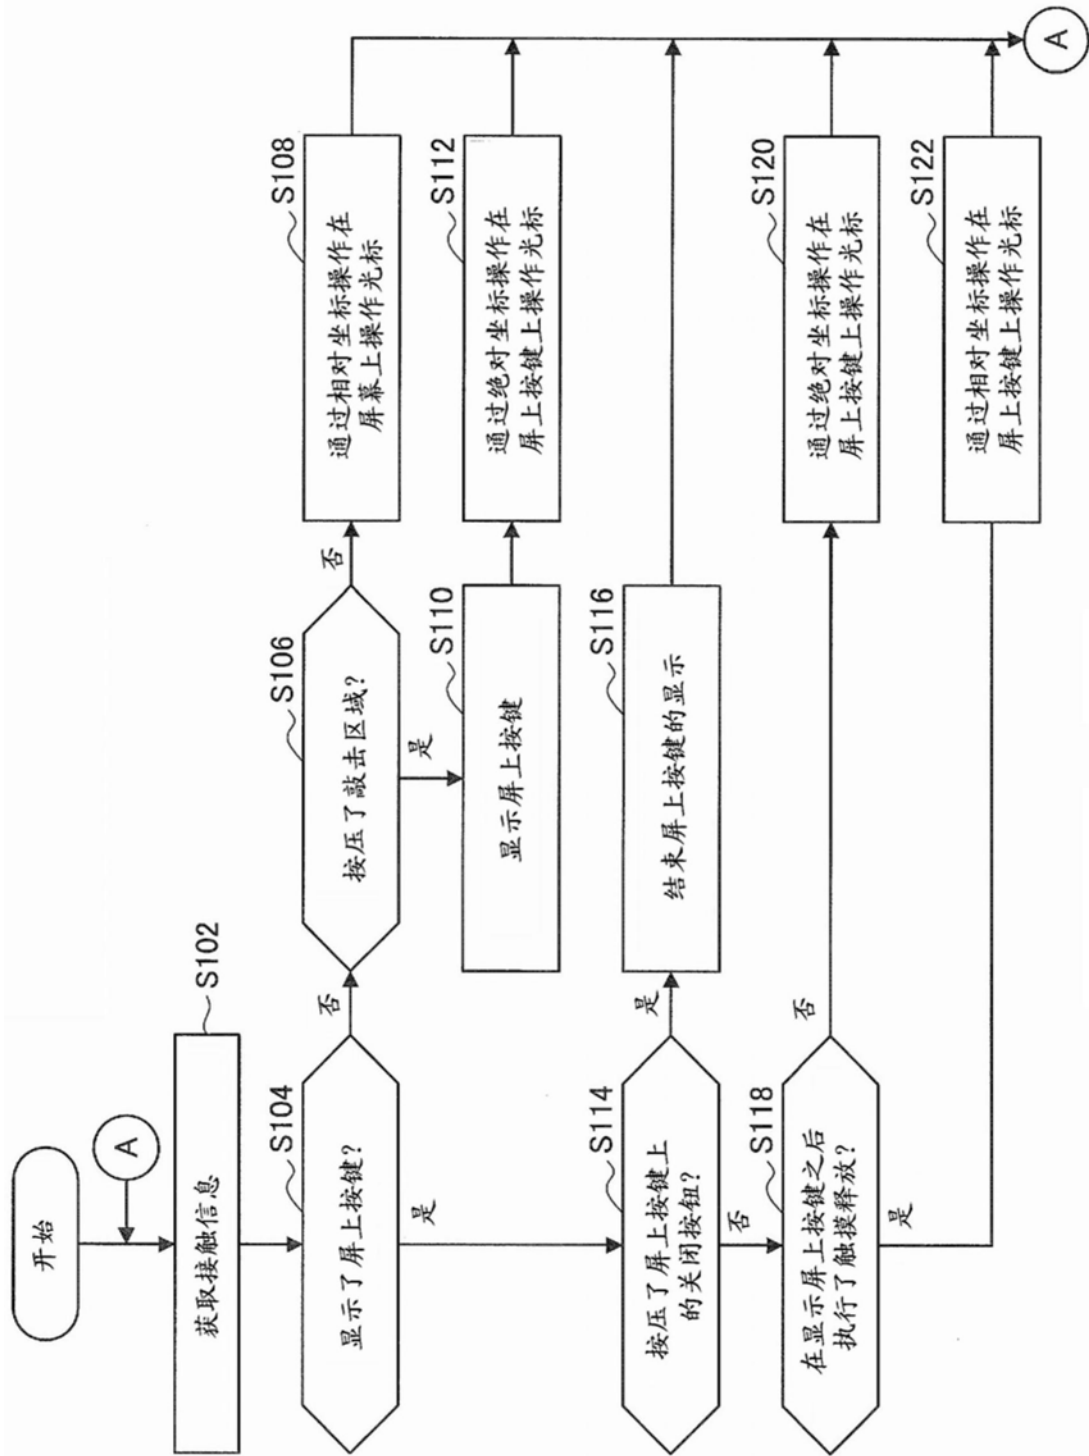 开始
A
获取接触信息
S102
显示了屏上按键?
S104
否
是
按压了敲击区域?
S106
否
是
通过相对坐标操作在
屏幕上操作光标
S108
显示屏上按键
S110
通过绝对坐标操作在
屏上按键上操作光标
S112
按压了屏上按键上
的关闭按钮?
S114
是
否
结束屏上按键的显示
S116
在显示屏上按键之后
执行了触摸释放?
S118
否
是
通过绝对坐标操作在
屏上按键上操作光标
S120
通过相对坐标操作在
屏上按键上操作光标
S122
A